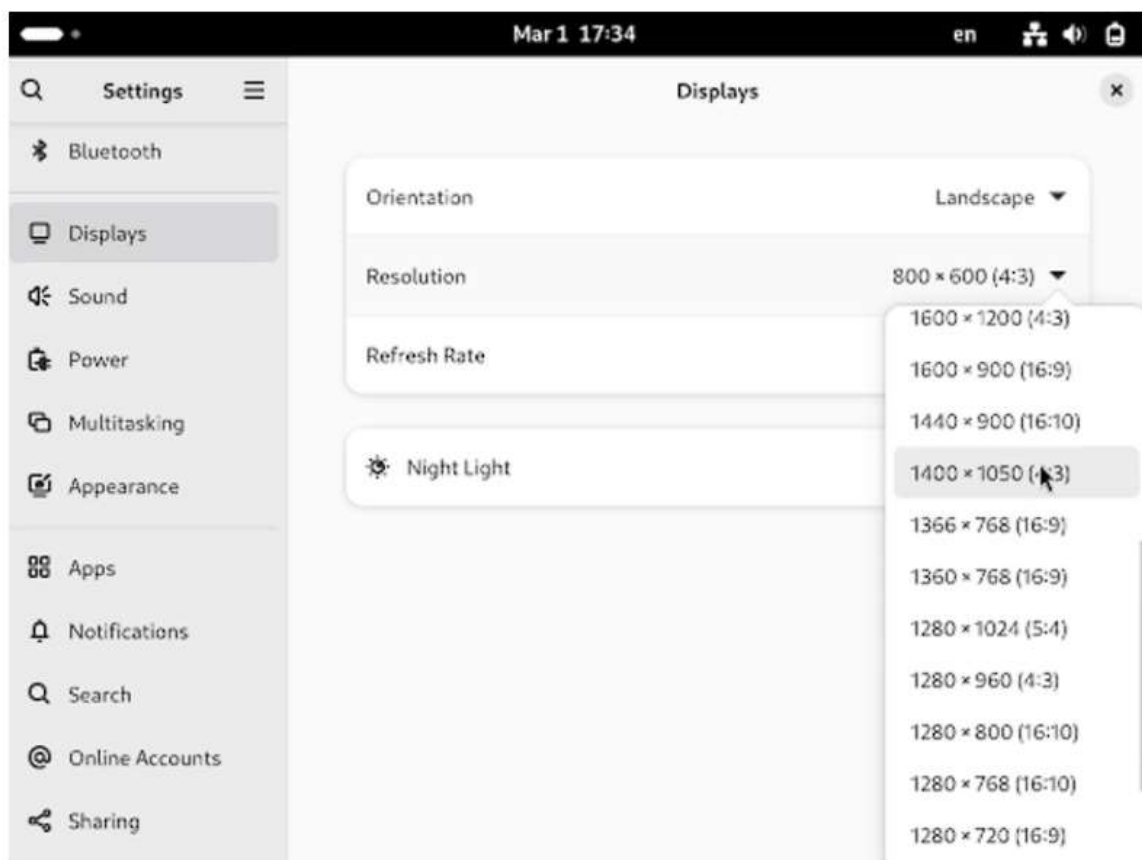 Mar 1 17:34
en
Settings
Displays
Bluetooth
Displays
Sound
Power
Multitasking
Appearance
Apps
Notifications
Search
Online Accounts
Sharing
Orientation
Landscape
Resolution
800 × 600 (4:3)
Refresh Rate
Night Light
1600 × 1200 (4:3)
1600 × 900 (16:9)
1440 × 900 (16:10)
1400 × 1050 (4:3)
1366 × 768 (16:9)
1360 × 768 (16:9)
1280 × 1024 (5:4)
1280 × 960 (4:3)
1280 × 800 (16:10)
1280 × 768 (16:10)
1280 × 720 (16:9)